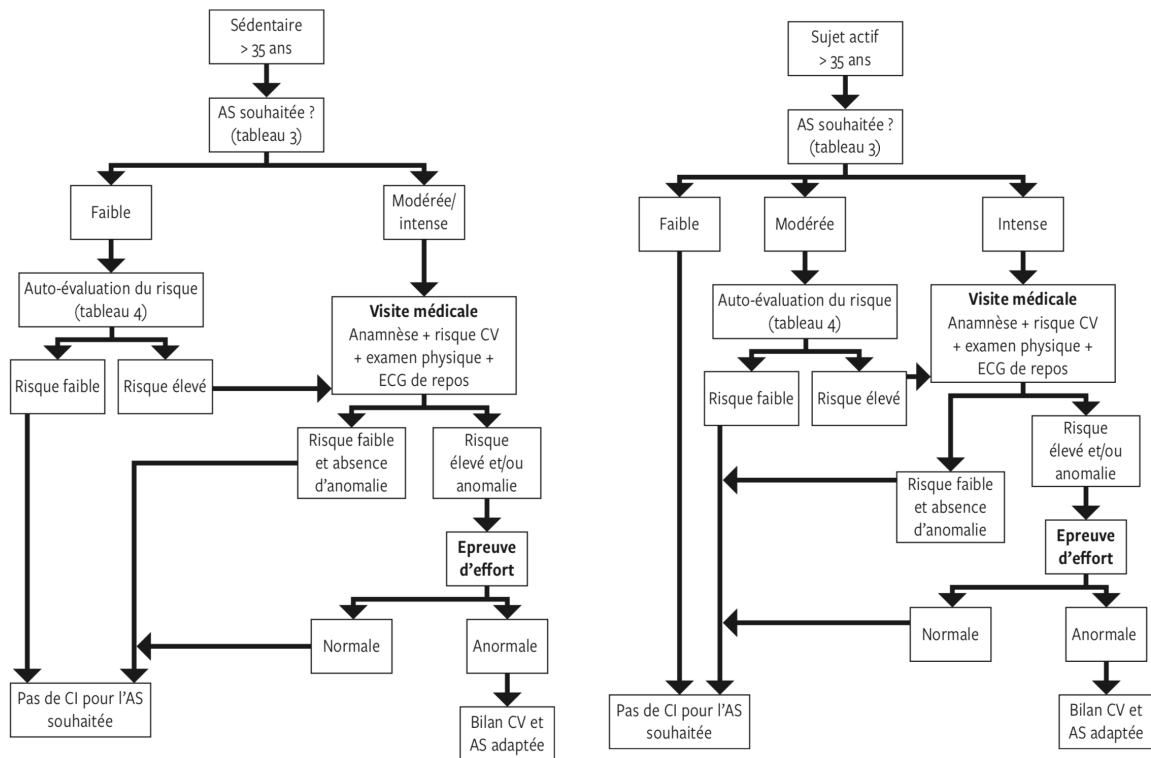 Sédentaire
> 35 ans
AS souhaitée ?
(tableau 3)
Faible
Modérée/
intense
Auto-évaluation du risque
(tableau 4)
Visite médicale
Anamnèse + risque CV
+ examen physique +
ECG de repos
Risque faible
Risque élevé
Risque faible
et absence
d'anomalie
Risque
élevé et/ou
anomalie
Epreuve
d'effort
Normale
Anormale
Pas de CI pour l'AS
souhaitée
Bilan CV et
AS adaptée
Sujet actif
> 35 ans
AS souhaitée ?
(tableau 3)
Faible
Modérée
Intense
Auto-évaluation du risque
(tableau 4)
Visite médicale
Anamnèse + risque CV
+ examen physique +
ECG de repos
Risque faible
Risque élevé
Risque faible
et absence
d'anomalie
Risque
élevé et/ou
anomalie
Epreuve
d'effort
Normale
Anormale
Pas de CI pour l'AS
souhaitée
Bilan CV et
AS adaptée